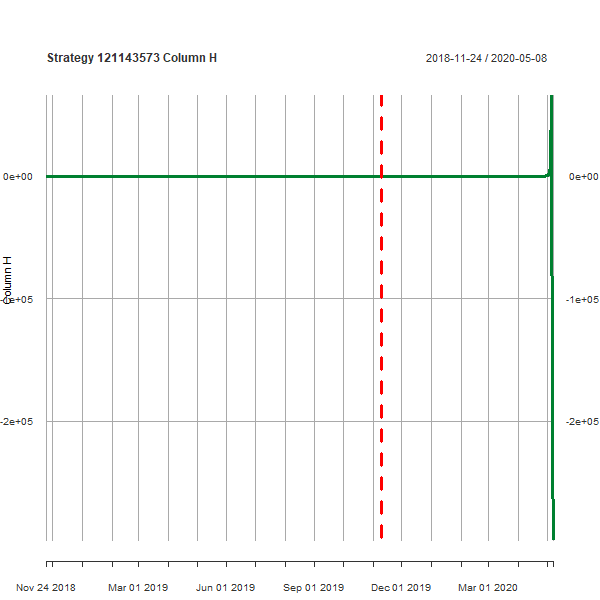 Strategy 121143573 Column H
2018-11-24 / 2020-05-08
0e+00
0e+00
Column H
-1e+05
-1e+05
-2e+05
-2e+05
Nov 24 2018 Mar 01 2019 Jun 01 2019 Sep 01 2019 Dec 01 2019 Mar 01 2020